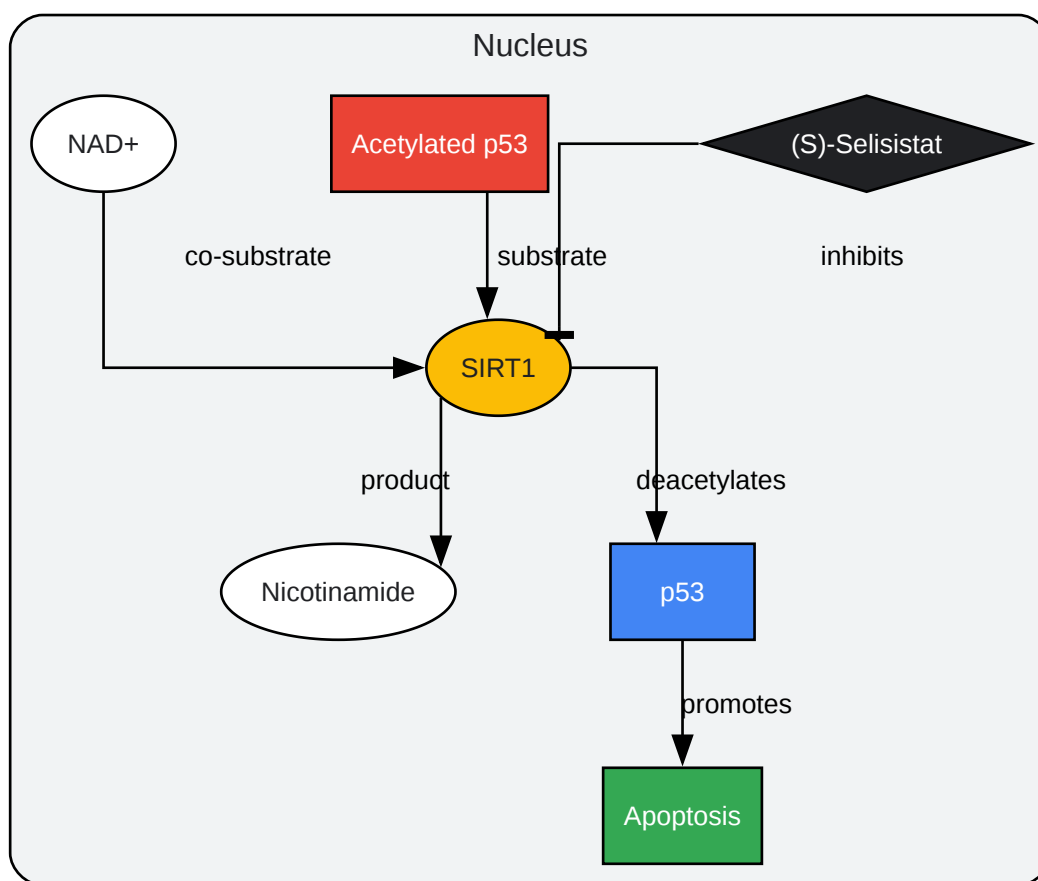 Nucleus
NAD+
Acetylated p53
(S)-Selisistat
co-substrate
substrate
inhibits
SIRT1
product
deacetylates
Nicotinamide
p53
promotes
Apoptosis